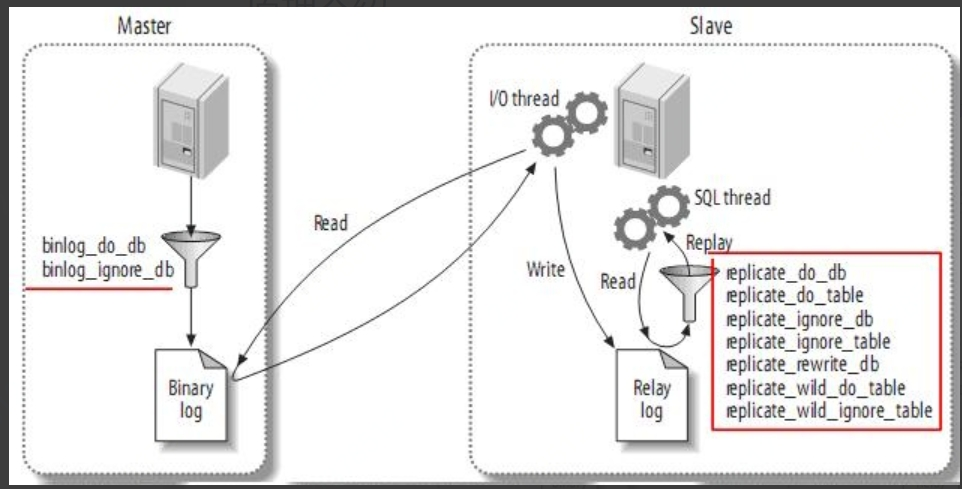 Master
Slave
I/O thread
SQL thread
Read
binlog_do_db
binlog_ignore_db
Write
Read
Replay
replicate_do_db
replicate_do_table
replicate_ignore_db
replicate_ignore_table
replicate_rewrite_db
replicate_wild_do_table
replicate_wild_ignore_table
Binary
log
Relay
log